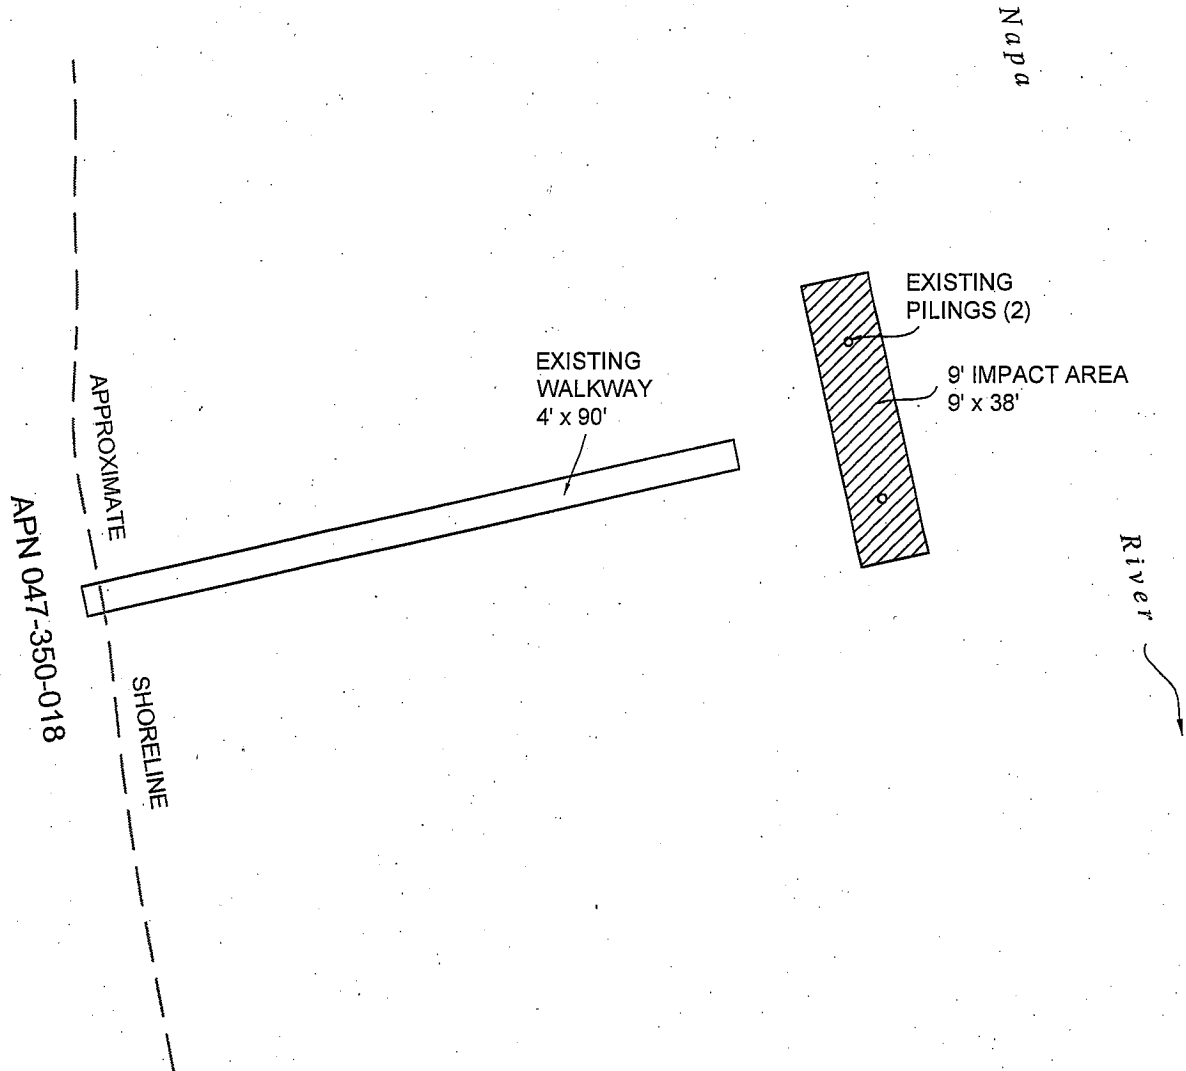 Napa
EXISTING
PILINGS (2)
9' IMPACT AREA
9' x 38'
EXISTING
WALKWAY
4' x 90'
APPROXIMATE
SHORELINE
APN 047-350-018
River